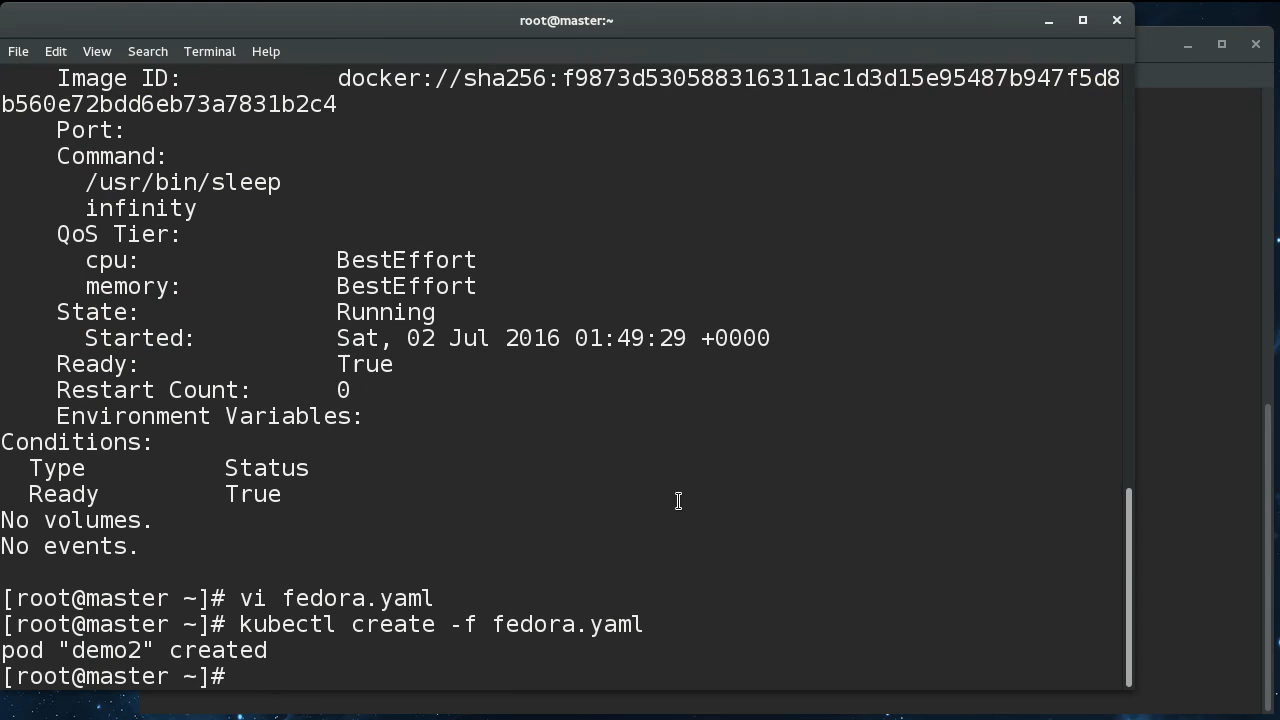 root@master:~
File Edit View Search Terminal Help
Image ID: docker://sha256:f9873d530588316311ac1d3d15e95487b947f5d8
b560e72bdd6eb73a7831b2c4
Port:
Command:
/usr/bin/sleep
infinity
QoS Tier:
cpu: BestEffort
memory: BestEffort
State: Running
Started: Sat, 02 Jul 2016 01:49:29 +0000
Ready: True
Restart Count: 0
Environment Variables:
Conditions:
Type Status
Ready True
No volumes.
No events.
[root@master ~]# vi fedora.yaml
[root@master ~]# kubectl create -f fedora.yaml
pod "demo2" created
[root@master ~]#